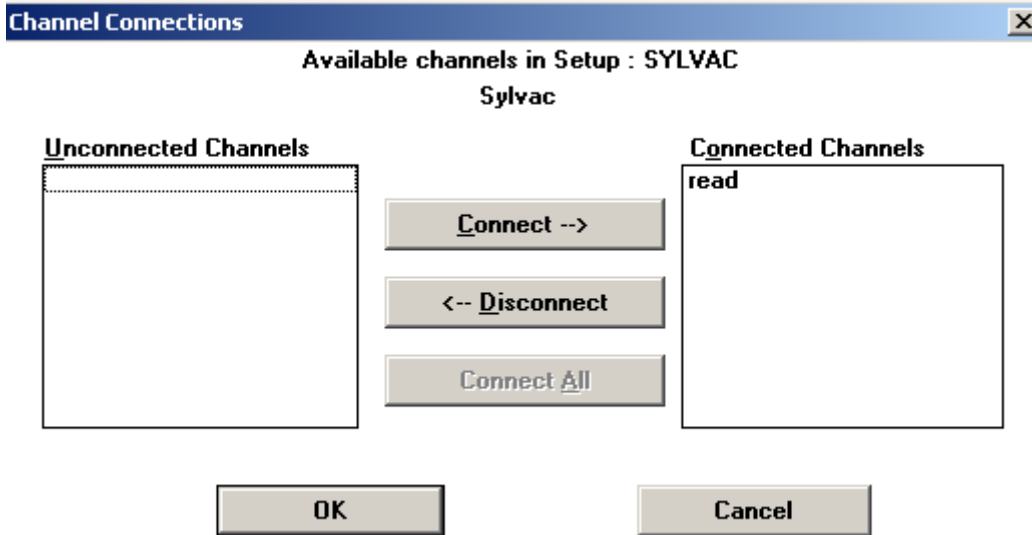 Channel Connections
Available channels in Setup : SYLVAC
Sylvac
Unconnected Channels
Connected Channels
read
Connect -->
<-- Disconnect
Connect All
OK
Cancel